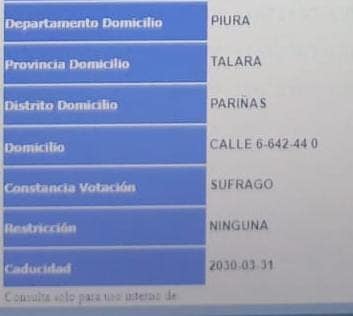 Departamento Domicilio PIURA
Provincia Domicilio TALARA
Distrito Domicilio PARIÑAS
Domicilio CALLE 6-642-44 0
Constancia Votación SUFRAGO
Restricción NINGUNA
Caducidad 2030-03-31
Consulta solo para uso interno de